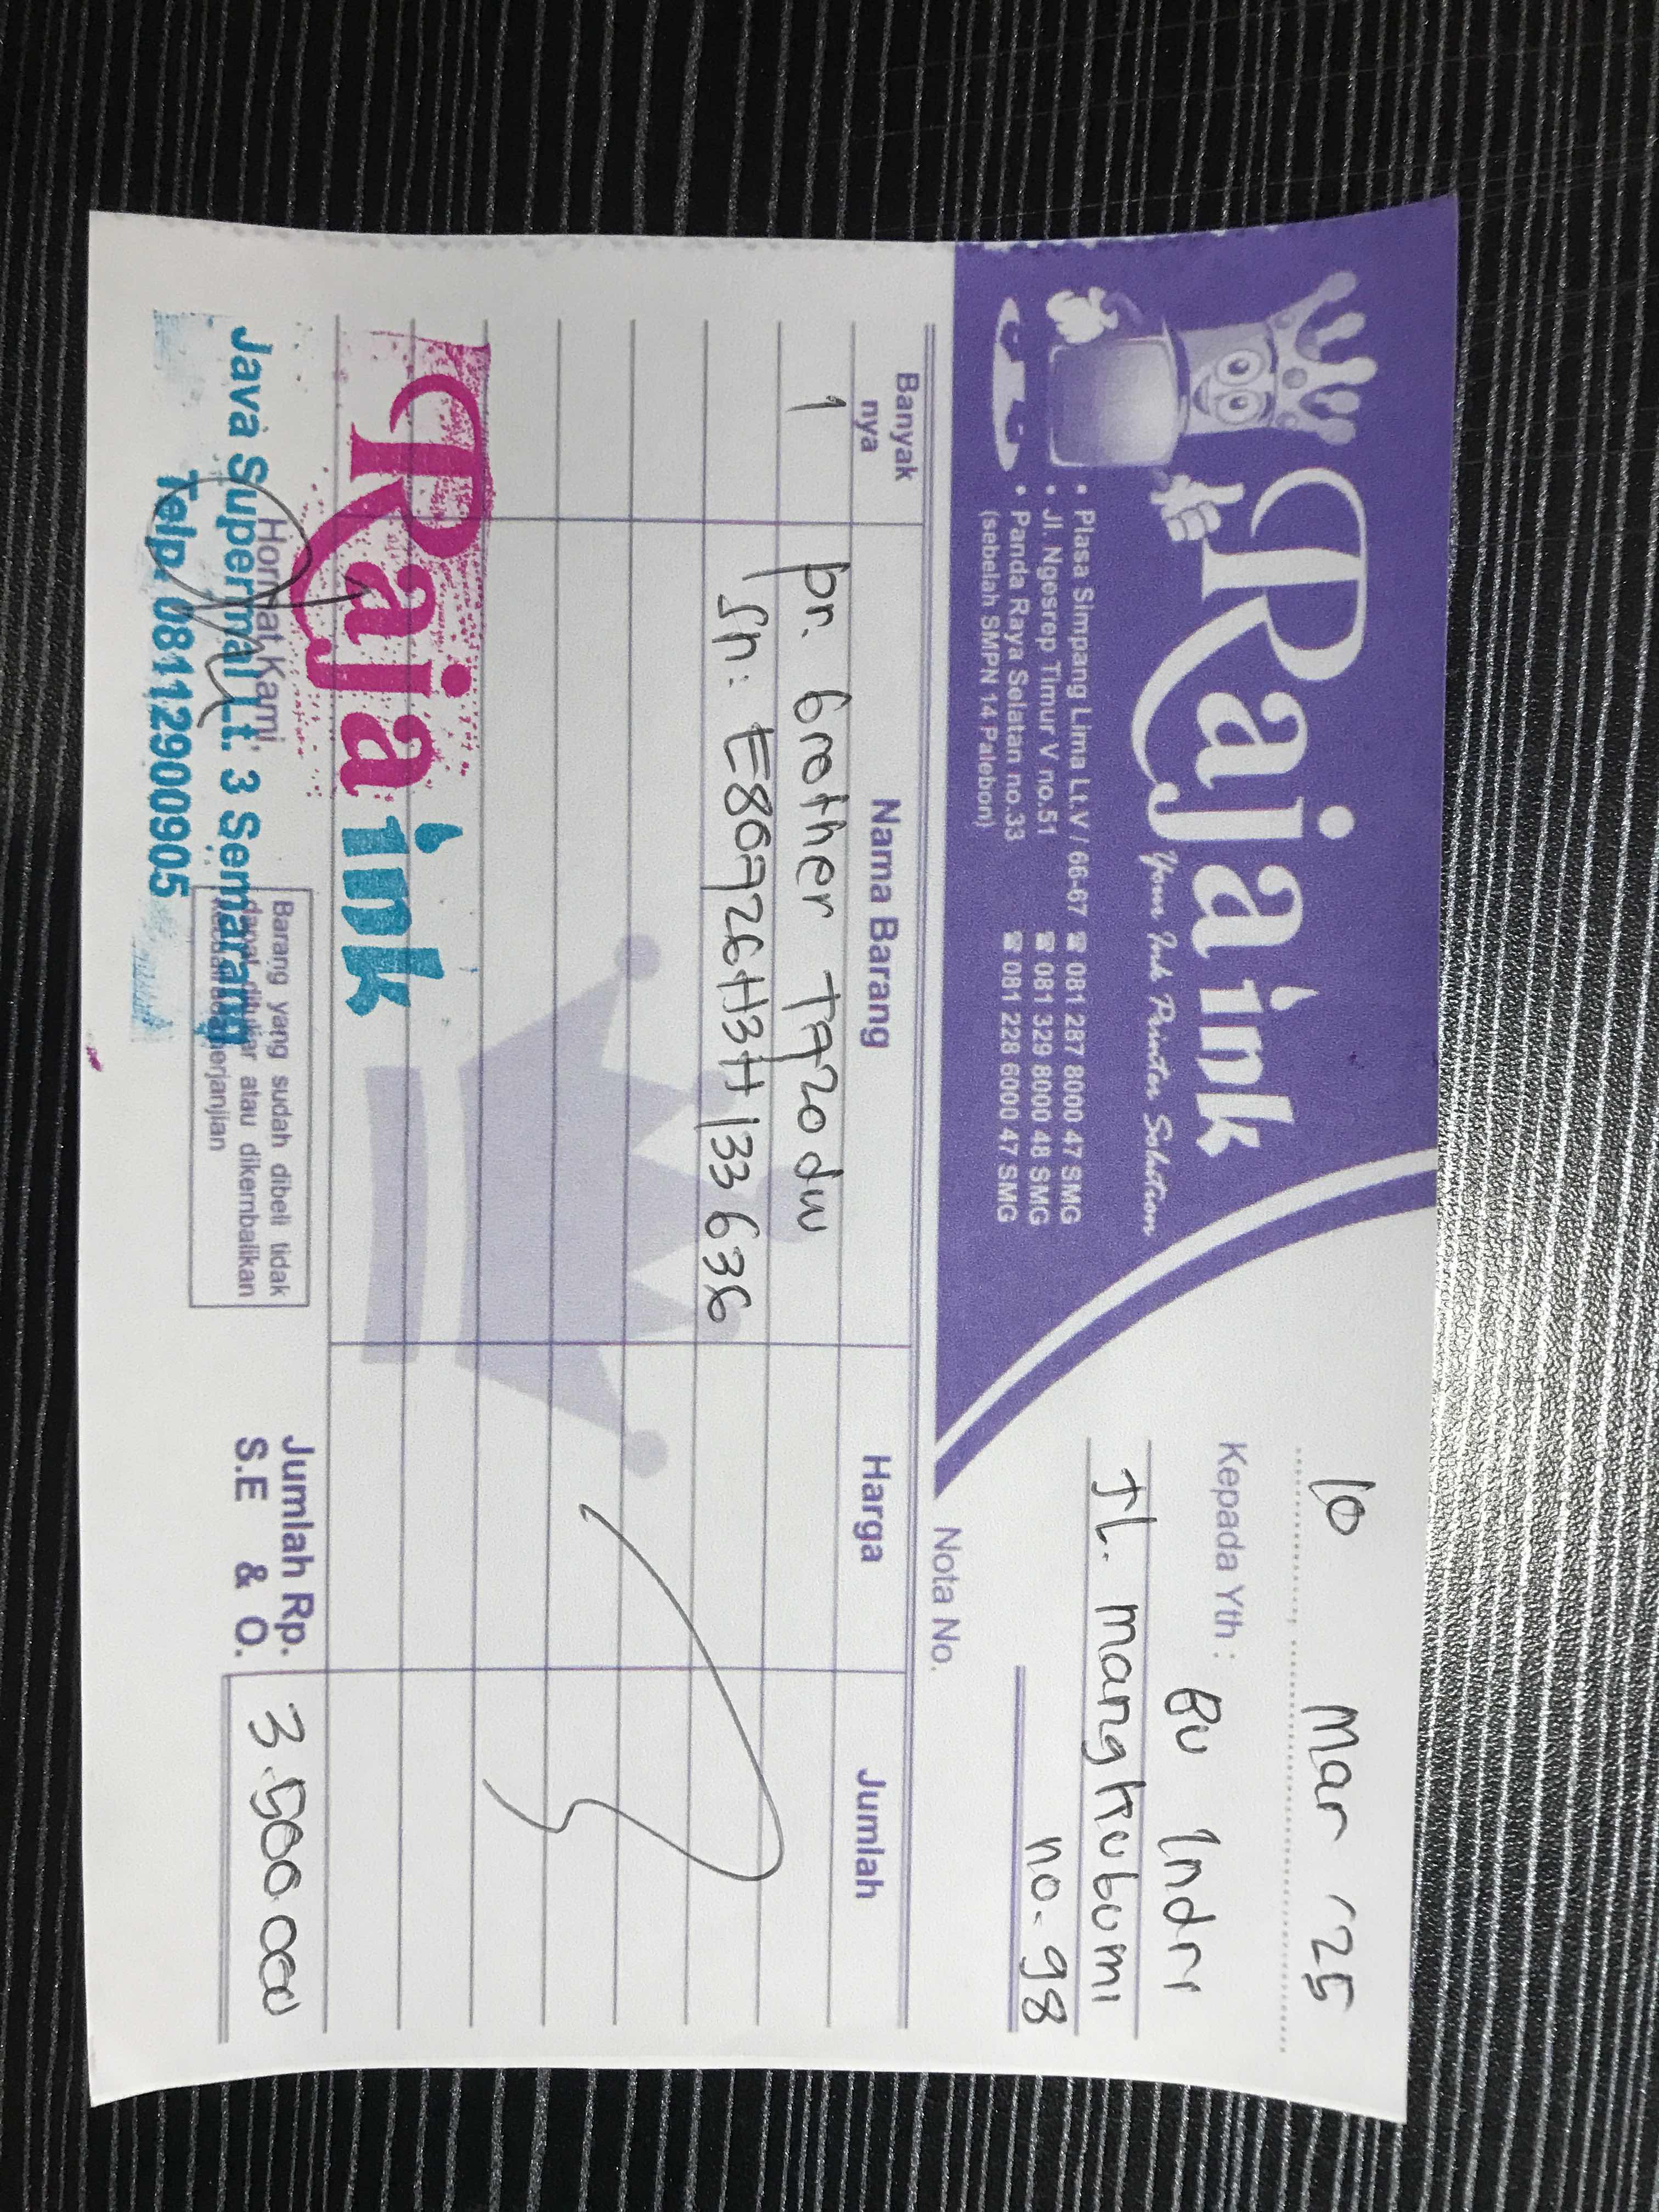 Raja ink
Your Ink Printer Solution
• Plasa Simpang Lima Lt.V / 66-67 ☎ 081 287 8000 47 SMG
• Jl. Ngesrep Timur V no.51 ☎ 081 329 8000 48 SMG
• Panda Raya Selatan no.33 ☎ 081 228 6000 47 SMG
(sebelah SMPN 14 Palebon)
10 Mar '25
Kepada Yth : BU Indri
JL. mangkubumi
no. 98
Nota No.
Banyak nya Nama Barang Harga Jumlah
1 pr. brother T920dw
Sn: E80726H3H133636
Raja ink
Java Supermal Lt. 3 Semarang
Telp. 08112900905
Hormat Kami,
Barang yang sudah dibeli tidak
dapat ditukar atau dikembalikan
kecuali ada perjanjian
Jumlah Rp. 3.500.000
S.E & O.